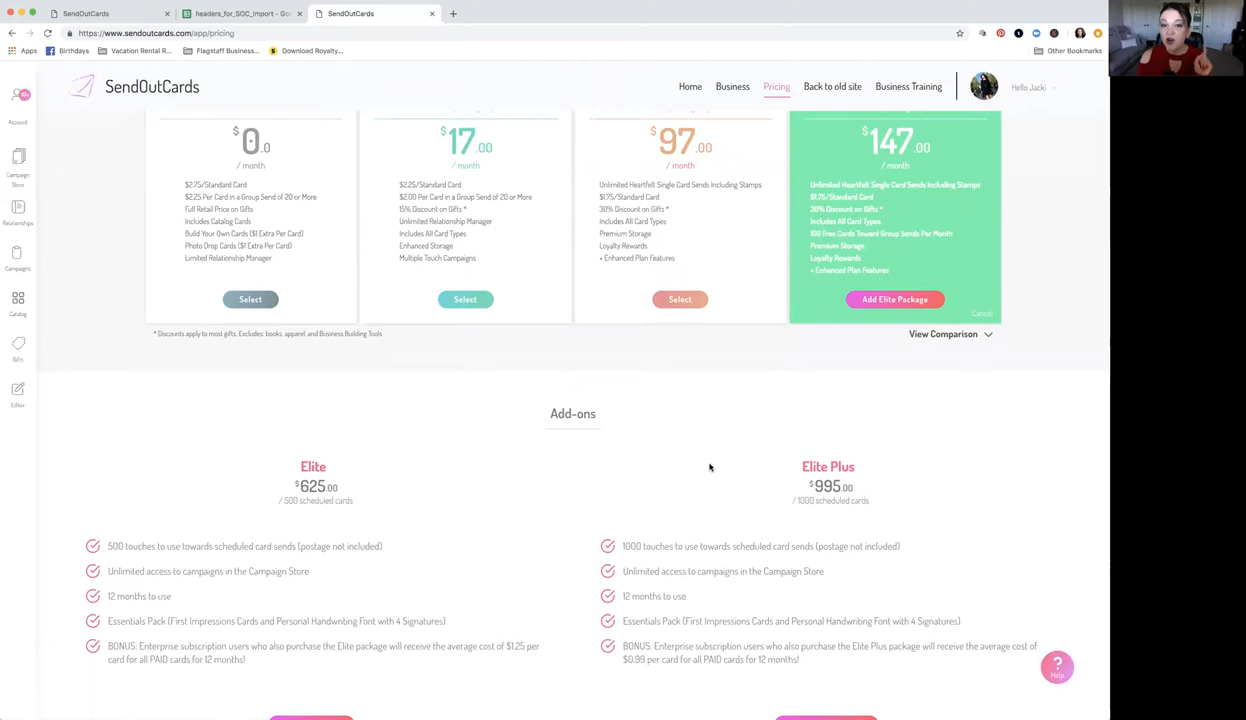 SendOutCards
headers_for_SOC_import - Goo
SendOutCards
https://www.sendoutcards.com/app/pricing
Apps
Birthdays
Vacation Rental R...
Flagstaff Business...
Download Royalty...
Other Bookmarks
SendOutCards
Home
Business
Pricing
Back to old site
Business Training
Hello Jacki
10+
Account
Campaign
Store
Relationships
Campaigns
Catalog
Gifts
Editor
$0.0
/ month
$2.75/Standard Card
$2.25 Per Card in a Group Send of 20 or More
Full Retail Price on Gifts
Includes Catalog Cards
Build Your Own Cards ($1 Extra Per Card)
Photo Drop Cards ($1 Extra Per Card)
Limited Relationship Manager
Select
$17.00
/ month
$2.25/Standard Card
$2.00 Per Card in a Group Send of 20 or More
15% Discount on Gifts *
Unlimited Relationship Manager
Includes All Card Types
Enhanced Storage
Multiple Touch Campaigns
Select
$97.00
/ month
Unlimited Heartfelt Single Card Sends Including Stamps
$1.75/Standard Card
30% Discount on Gifts *
Includes All Card Types
Premium Storage
Loyalty Rewards
+ Enhanced Plan Features
Select
$147.00
/ month
Unlimited Heartfelt Single Card Sends Including Stamps
$1.75/Standard Card
30% Discount on Gifts *
Includes All Card Types
100 Free Cards Toward Group Sends Per Month
Premium Storage
Loyalty Rewards
+ Enhanced Plan Features
Add Elite Package
Cancel
* Discounts apply to most gifts. Excludes: books, apparel, and Business Building Tools
View Comparison
Add-ons
Elite
$625.00
/ 500 scheduled cards
500 touches to use towards scheduled card sends (postage not included)
Unlimited access to campaigns in the Campaign Store
12 months to use
Essentials Pack (First Impressions Cards and Personal Handwriting Font with 4 Signatures)
BONUS: Enterprise subscription users who also purchase the Elite package will receive the average cost of $1.25 per
card for all PAID cards for 12 months!
Elite Plus
$995.00
/ 1000 scheduled cards
1000 touches to use towards scheduled card sends (postage not included)
Unlimited access to campaigns in the Campaign Store
12 months to use
Essentials Pack (First Impressions Cards and Personal Handwriting Font with 4 Signatures)
BONUS: Enterprise subscription users who also purchase the Elite Plus package will receive the average cost of
$0.99 per card for all PAID cards for 12 months!
?
Help